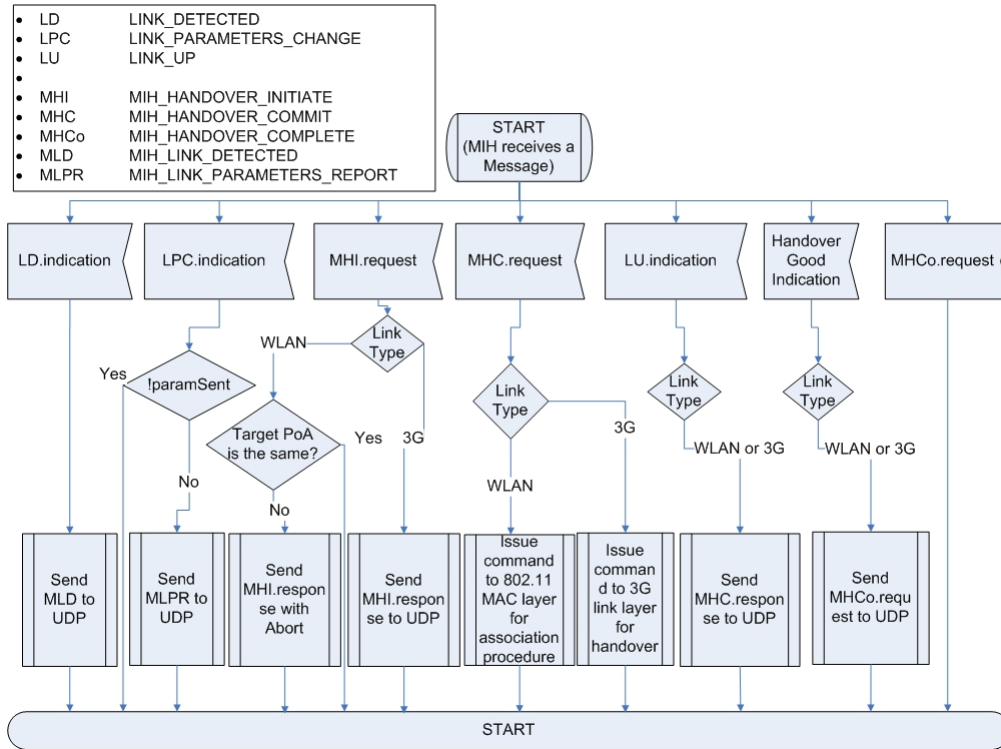 LD LINK_DETECTED
LPC LINK_PARAMETERS_CHANGE
LU LINK_UP
MHI MIH_HANDOVER_INITIATE
MHC MIH_HANDOVER_COMMIT
MHCo MIH_HANDOVER_COMPLETE
MLD MIH_LINK_DETECTED
MLPR MIH_LINK_PARAMETERS_REPORT
START
(MIH receives a
Message)
LD.indication
LPC.indication
MHI.request
MHC.request
LU.indication
Handover
Good
Indication
MHCo.request
Link
Type
WLAN
Yes
!paramSent
Link
Type
Link
Type
Link
Type
Target PoA
is the same?
Yes
3G
3G
WLAN or 3G
WLAN or 3G
No
WLAN
No
Send
MLD to
UDP
Send
MLPR to
UDP
Send
MHI.respon
se with
Abort
Send
MHI.respon
se to UDP
Issue
command
to 802.11
MAC layer
for
association
procedure
Issue
comman
d to 3G
link layer
for
handover
Send
MHC.respon
se to UDP
Send
MHCo.requ
est to UDP
START